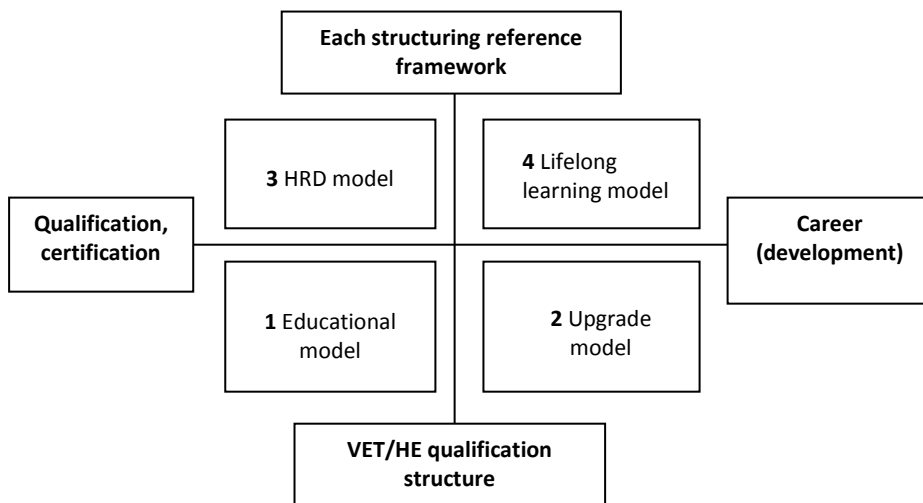 Each structuring reference
framework
3 HRD model
4 Lifelong
learning model
Qualification,
certification
Career
(development)
1 Educational
model
2 Upgrade
model
VET/HE qualification
structure